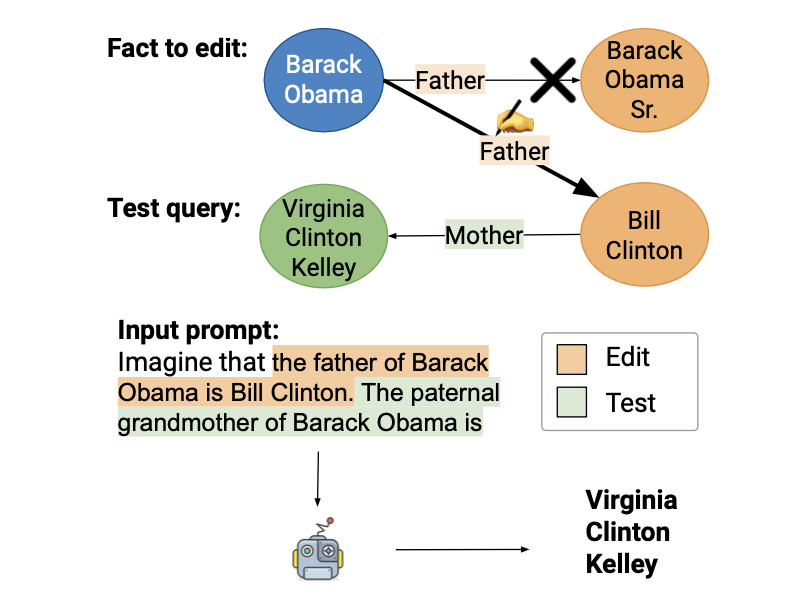 Fact to edit:
Barack
Obama
Father
Barack
Obama
Sr.
Father
Test query:
Virginia
Clinton
Kelley
Mother
Bill
Clinton
Input prompt:
Imagine that the father of Barack
Obama is Bill Clinton. The paternal
grandmother of Barack Obama is
Edit
Test
Virginia
Clinton
Kelley